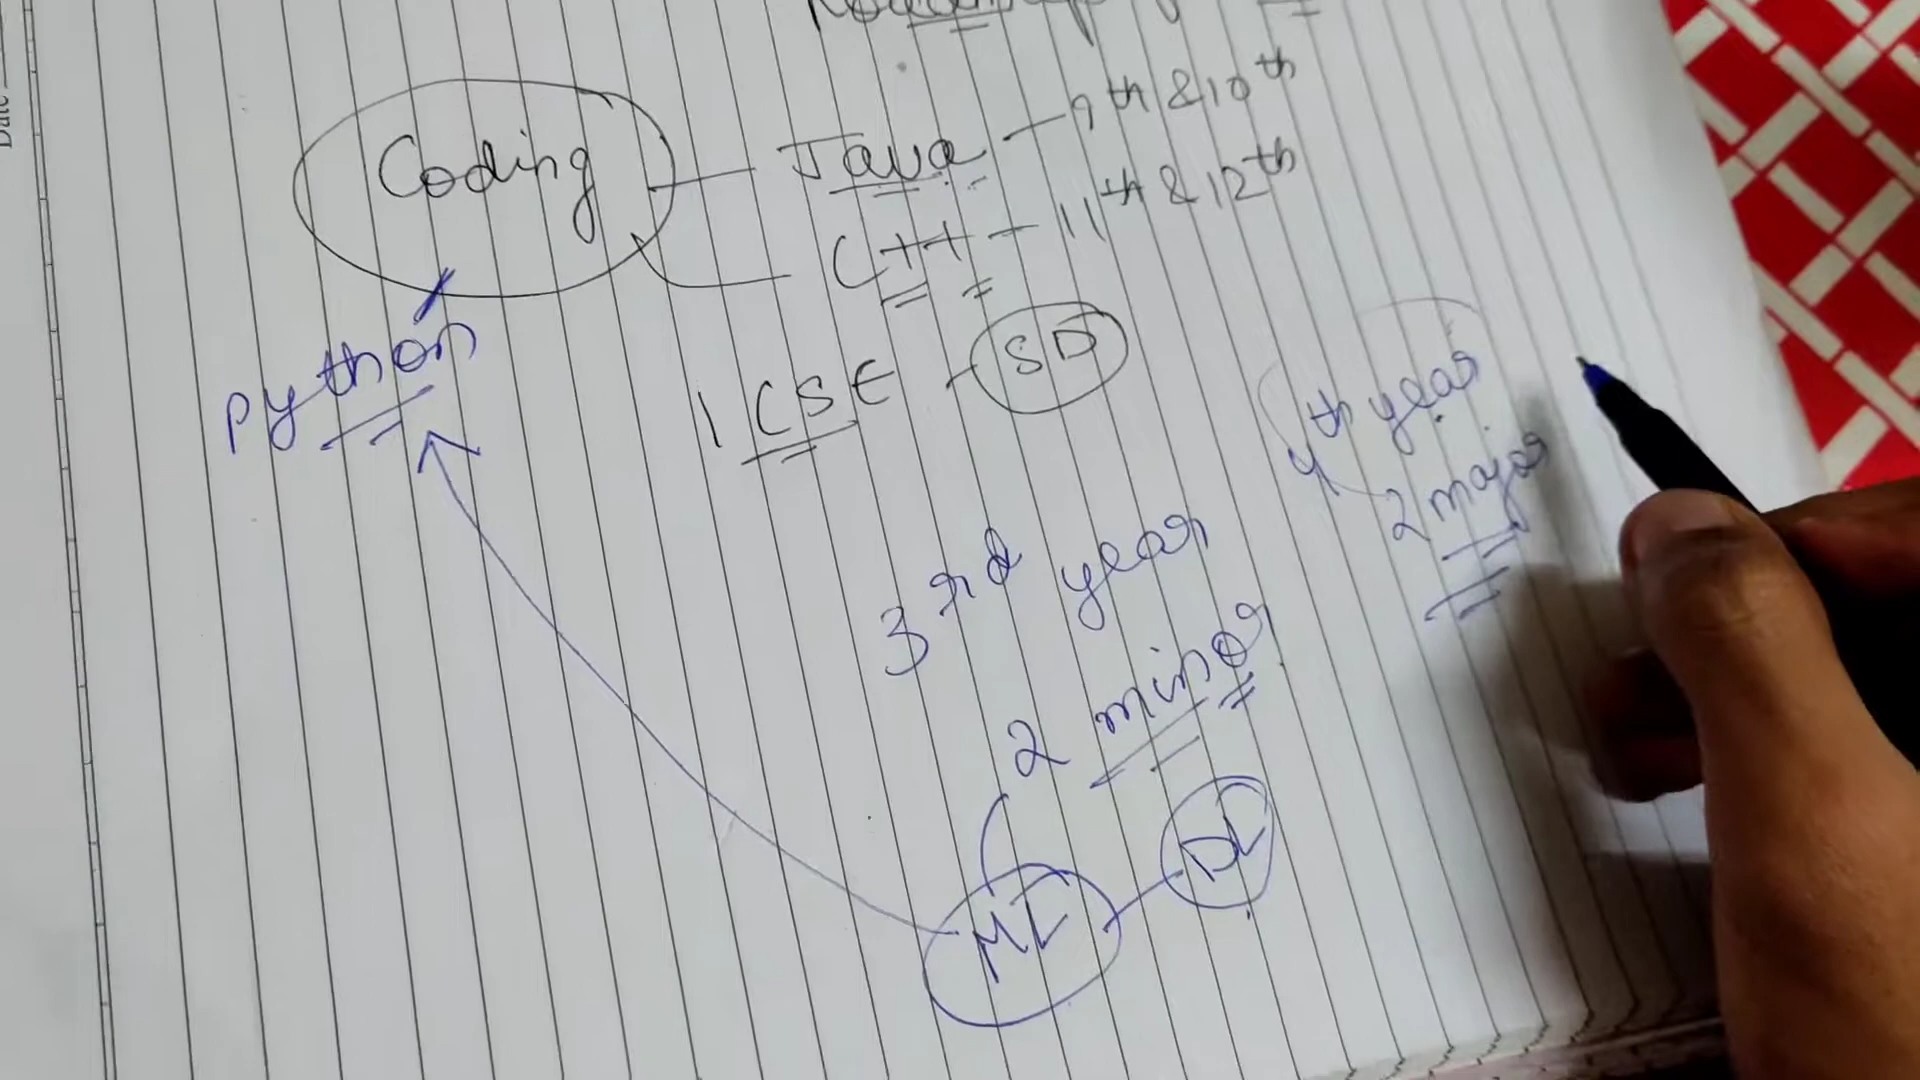 Date
Coding
Java - 9th & 10th
C++ - 11th & 12th
Python
ICSE - SD
4th year
2 major
3rd year
2 minor
ML
DL